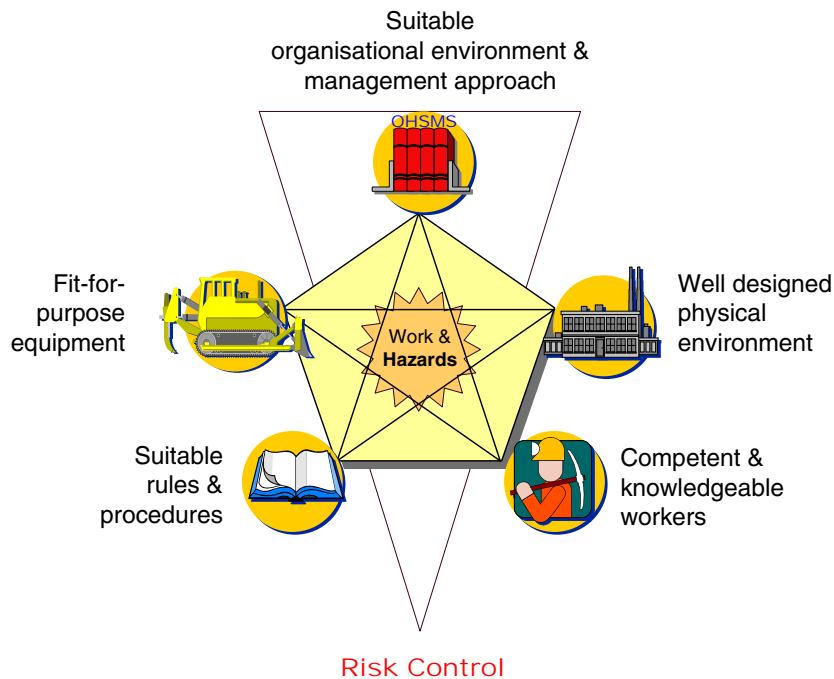 Suitable
organisational environment &
management approach
OHSMS
Fit-for-
purpose
equipment
Well designed
physical
environment
Work &
Hazards
Suitable
rules &
procedures
Competent &
knowledgeable
workers
Risk Control